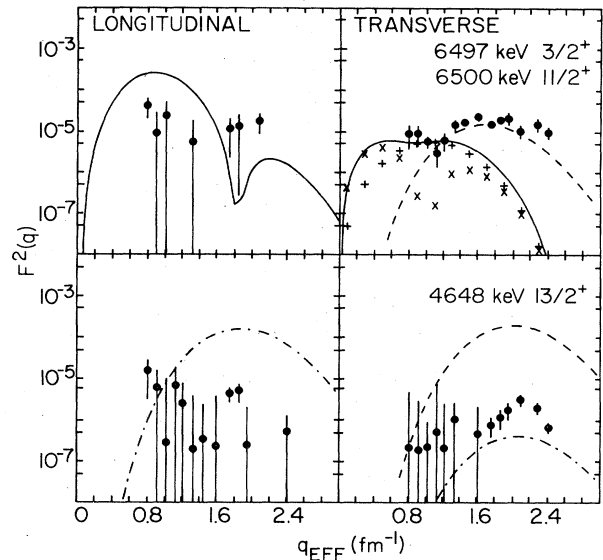 LONGITUDINAL
TRANSVERSE
6497 keV 3/2⁺
6500 keV 11/2⁺
10⁻³
10⁻⁵
10⁻⁷
F²(q)
4648 keV 13/2⁺
10⁻³
10⁻⁵
10⁻⁷
0 0.8 1.6 2.4 0.8 1.6 2.4
qEFF (fm⁻¹)